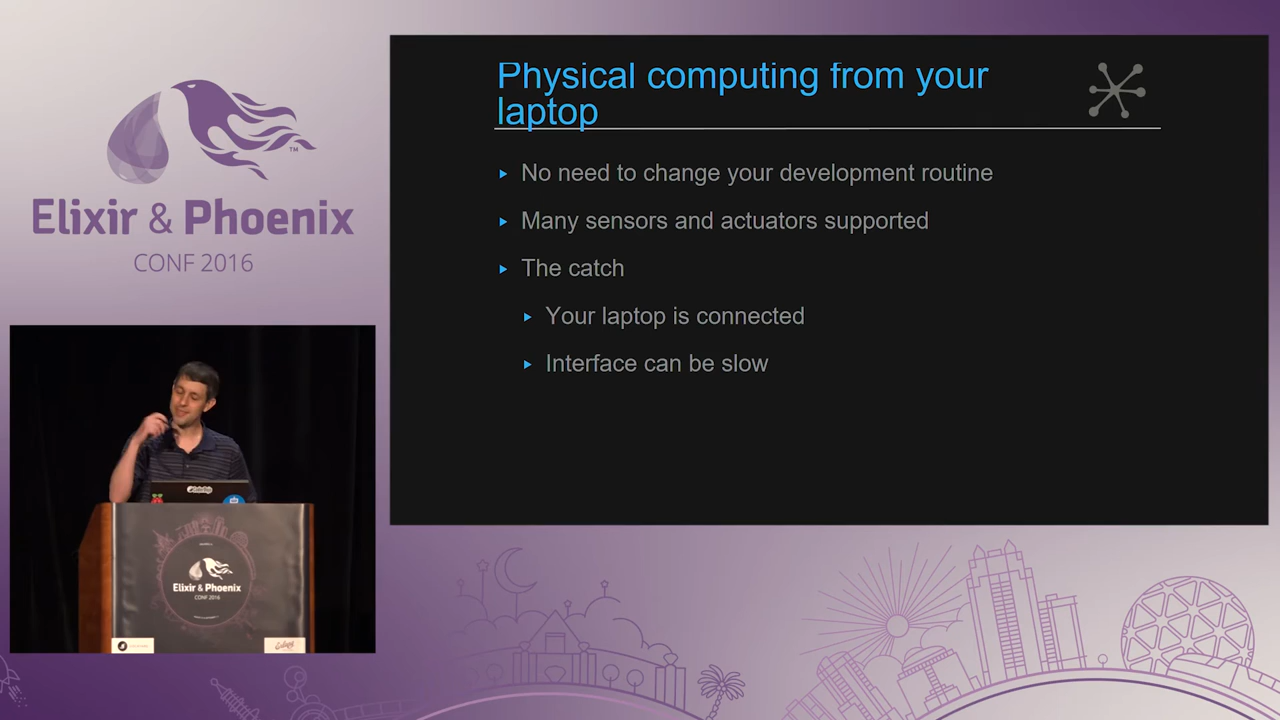 Elixir & Phoenix
™
CONF 2016
Physical computing from your
laptop
▸ No need to change your development routine
▸ Many sensors and actuators supported
▸ The catch
▸ Your laptop is connected
▸ Interface can be slow
Elixir & Phoenix
CONF 2016